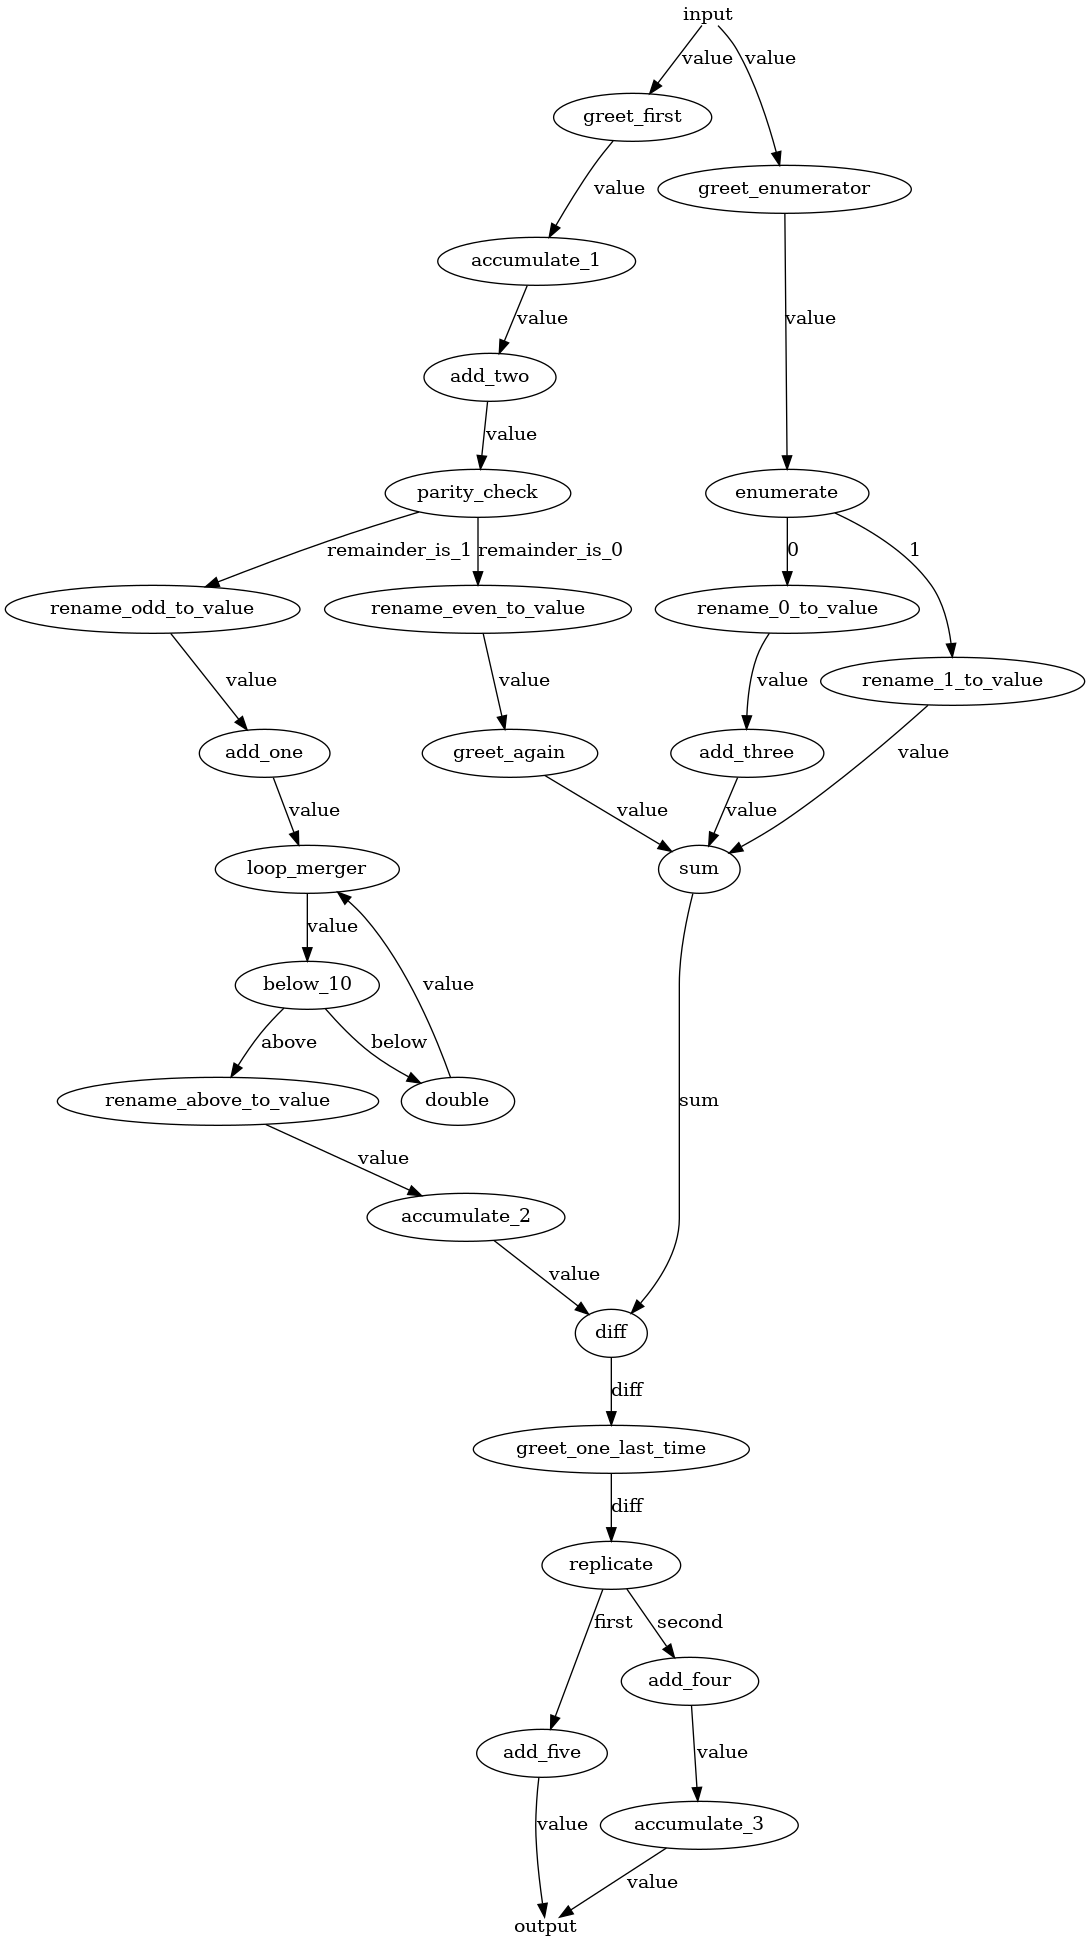 input
value
value
greet_first
value
greet_enumerator
accumulate_1
value
value
add_two
value
parity_check
enumerate
remainder_is_1
remainder_is_0
0
1
rename_odd_to_value
rename_even_to_value
rename_0_to_value
value
value
value
rename_1_to_value
add_one
greet_again
add_three
value
value
value
value
loop_merger
sum
value
below_10
value
above
below
rename_above_to_value
double
sum
value
accumulate_2
value
diff
diff
greet_one_last_time
diff
replicate
first
second
add_four
add_five
value
value
accumulate_3
value
output